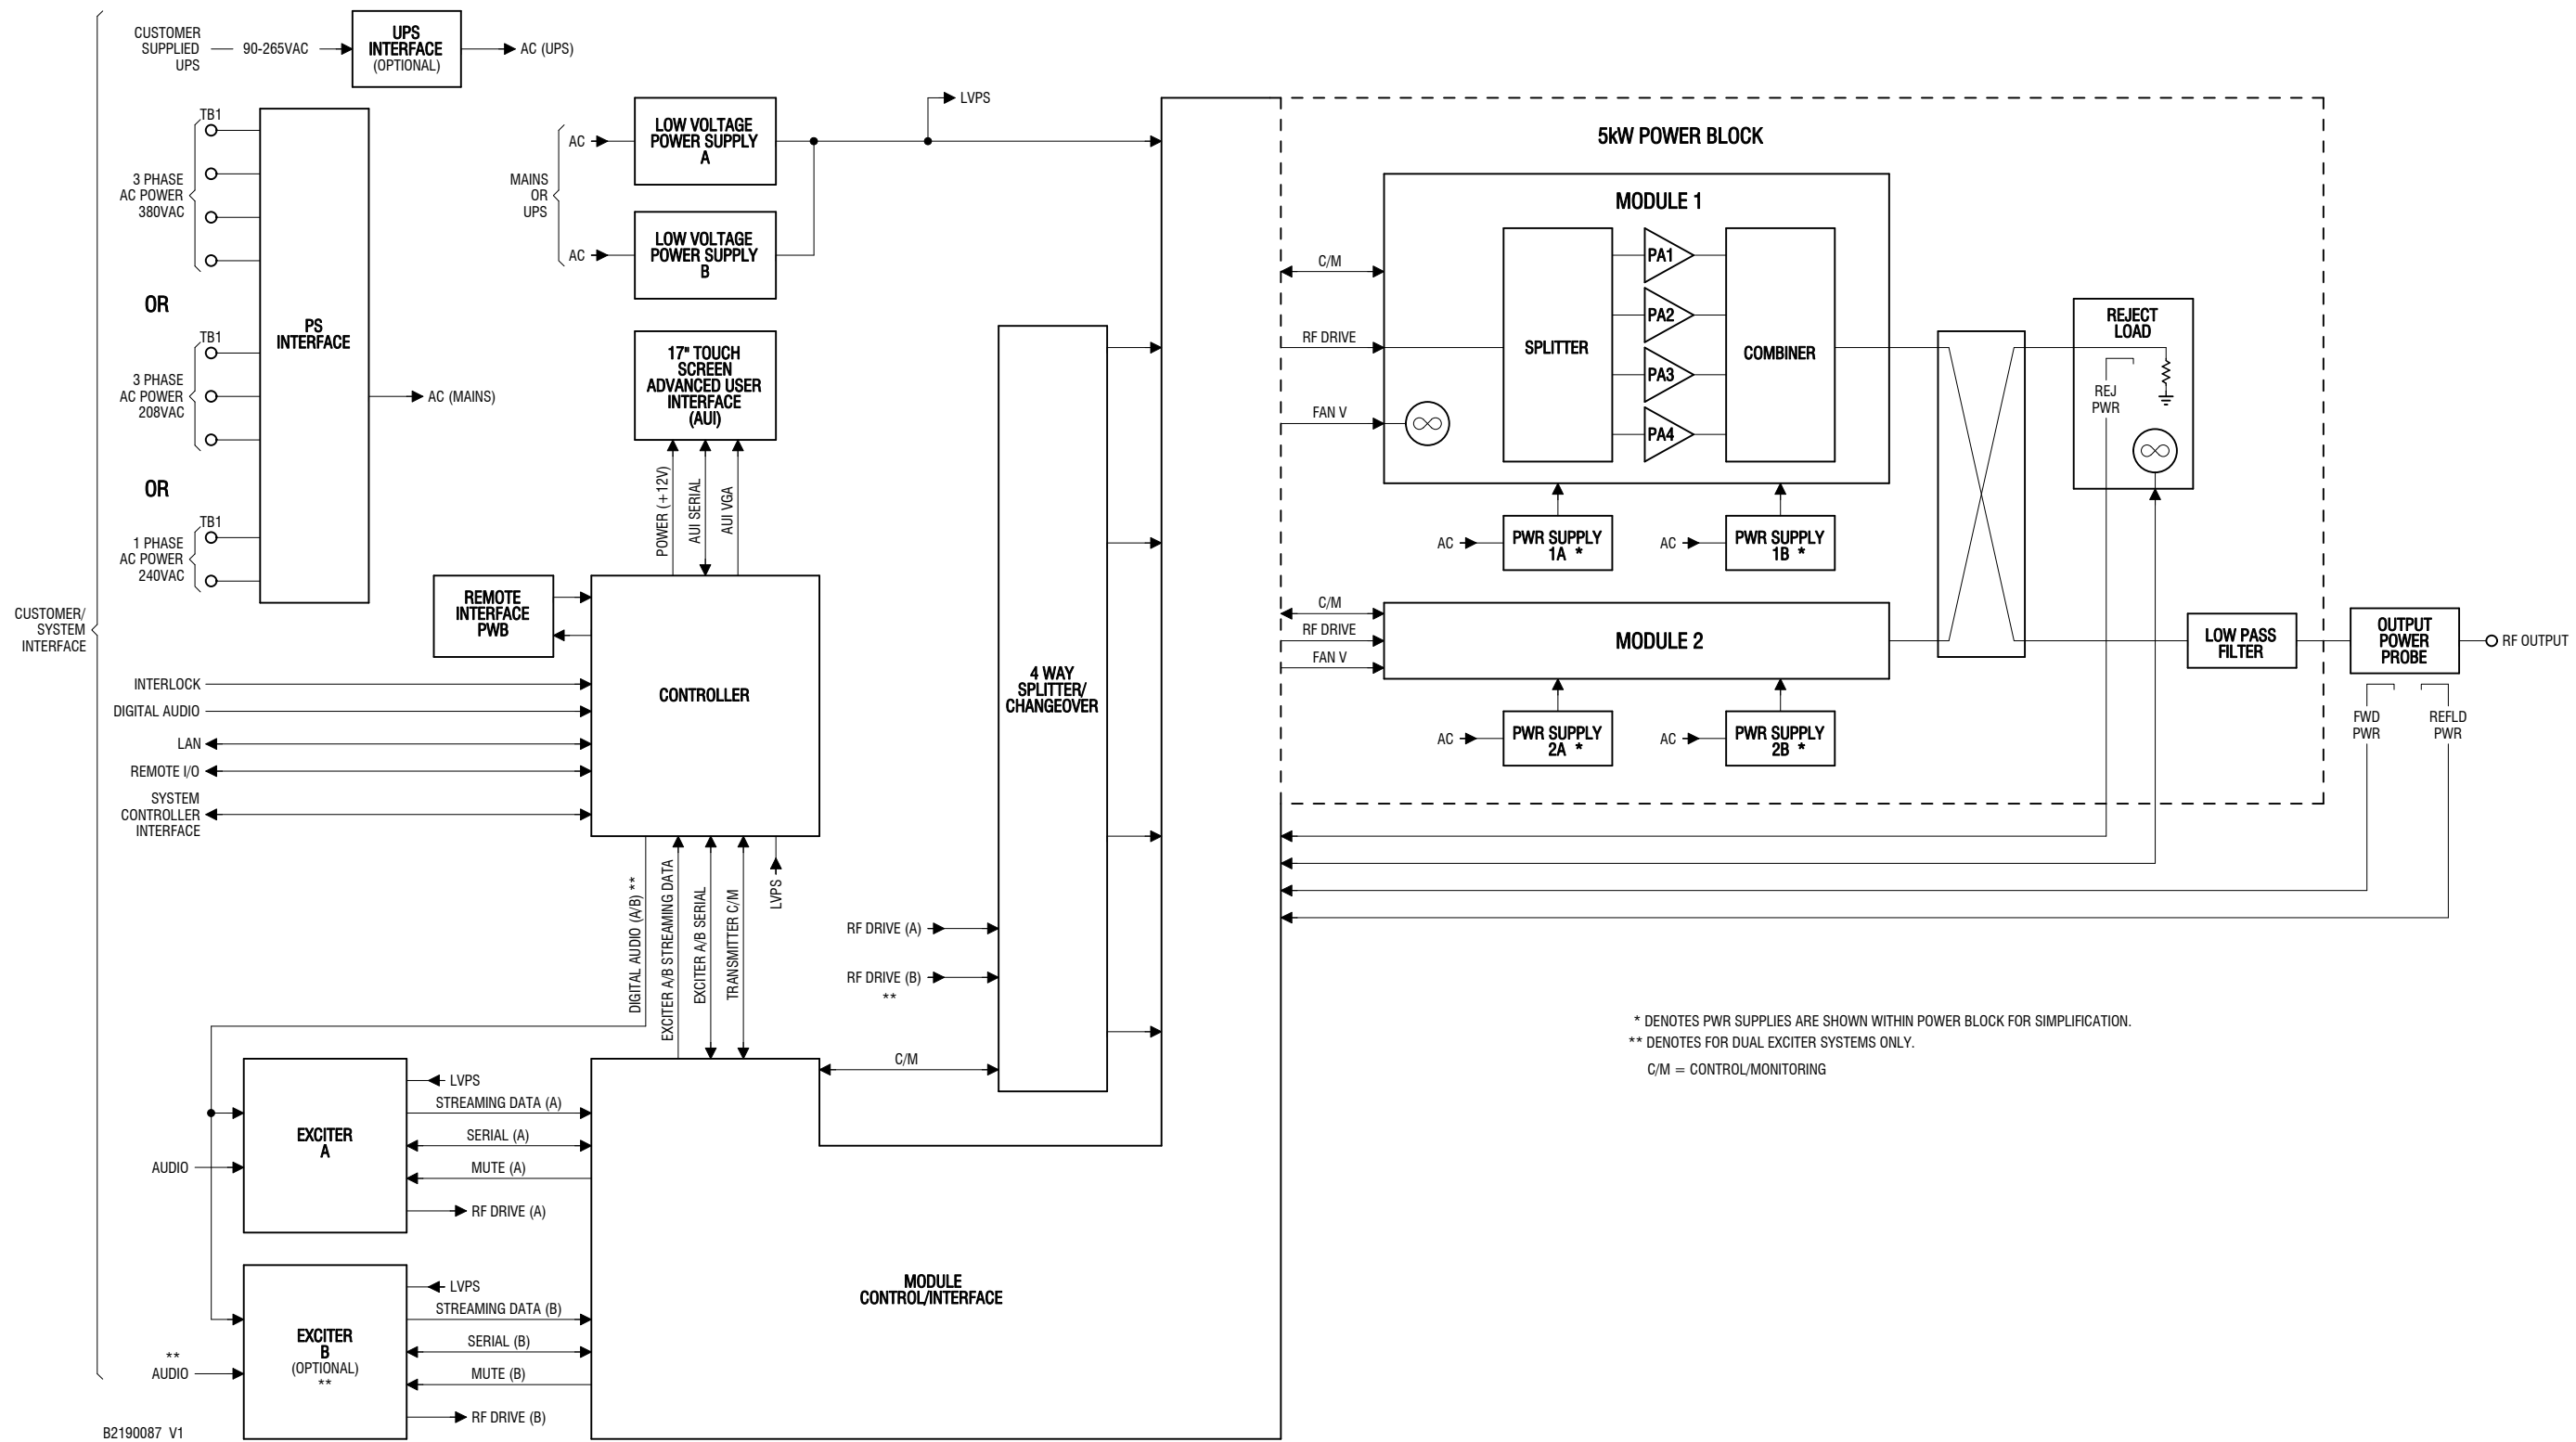 CUSTOMER
SUPPLIED
UPS
90-265VAC
UPS
INTERFACE
(OPTIONAL)
AC (UPS)
TB1
3 PHASE
AC POWER
380VAC
OR
TB1
3 PHASE
AC POWER
208VAC
OR
TB1
1 PHASE
AC POWER
240VAC
PS
INTERFACE
AC (MAINS)
CUSTOMER/
SYSTEM
INTERFACE
MAINS
OR
UPS
AC
AC
LOW VOLTAGE
POWER SUPPLY
A
LOW VOLTAGE
POWER SUPPLY
B
LVPS
17" TOUCH
SCREEN
ADVANCED USER
INTERFACE
(AUI)
POWER (+12V)
AUI SERIAL
AUI VGA
REMOTE
INTERFACE
PWB
CONTROLLER
INTERLOCK
DIGITAL AUDIO
LAN
REMOTE I/O
SYSTEM
CONTROLLER
INTERFACE
DIGITAL AUDIO (A/B) **
EXCITER A/B STREAMING DATA
EXCITER A/B SERIAL
TRANSMITTER C/M
LVPS
4 WAY
SPLITTER/
CHANGEOVER
RF DRIVE (A)
RF DRIVE (B)
**
C/M
EXCITER
A
AUDIO
LVPS
STREAMING DATA (A)
SERIAL (A)
MUTE (A)
RF DRIVE (A)
EXCITER
B
(OPTIONAL)
**
**
AUDIO
LVPS
STREAMING DATA (B)
SERIAL (B)
MUTE (B)
RF DRIVE (B)
MODULE
CONTROL/INTERFACE
5kW POWER BLOCK
MODULE 1
C/M
RF DRIVE
FAN V
SPLITTER
PA1
PA2
PA3
PA4
COMBINER
AC
PWR SUPPLY
1A *
AC
PWR SUPPLY
1B *
C/M
RF DRIVE
FAN V
MODULE 2
AC
PWR SUPPLY
2A *
AC
PWR SUPPLY
2B *
REJECT
LOAD
REJ
PWR
LOW PASS
FILTER
OUTPUT
POWER
PROBE
RF OUTPUT
FWD
PWR
REFLD
PWR
* DENOTES PWR SUPPLIES ARE SHOWN WITHIN POWER BLOCK FOR SIMPLIFICATION.
** DENOTES FOR DUAL EXCITER SYSTEMS ONLY.
C/M = CONTROL/MONITORING
B2190087 V1